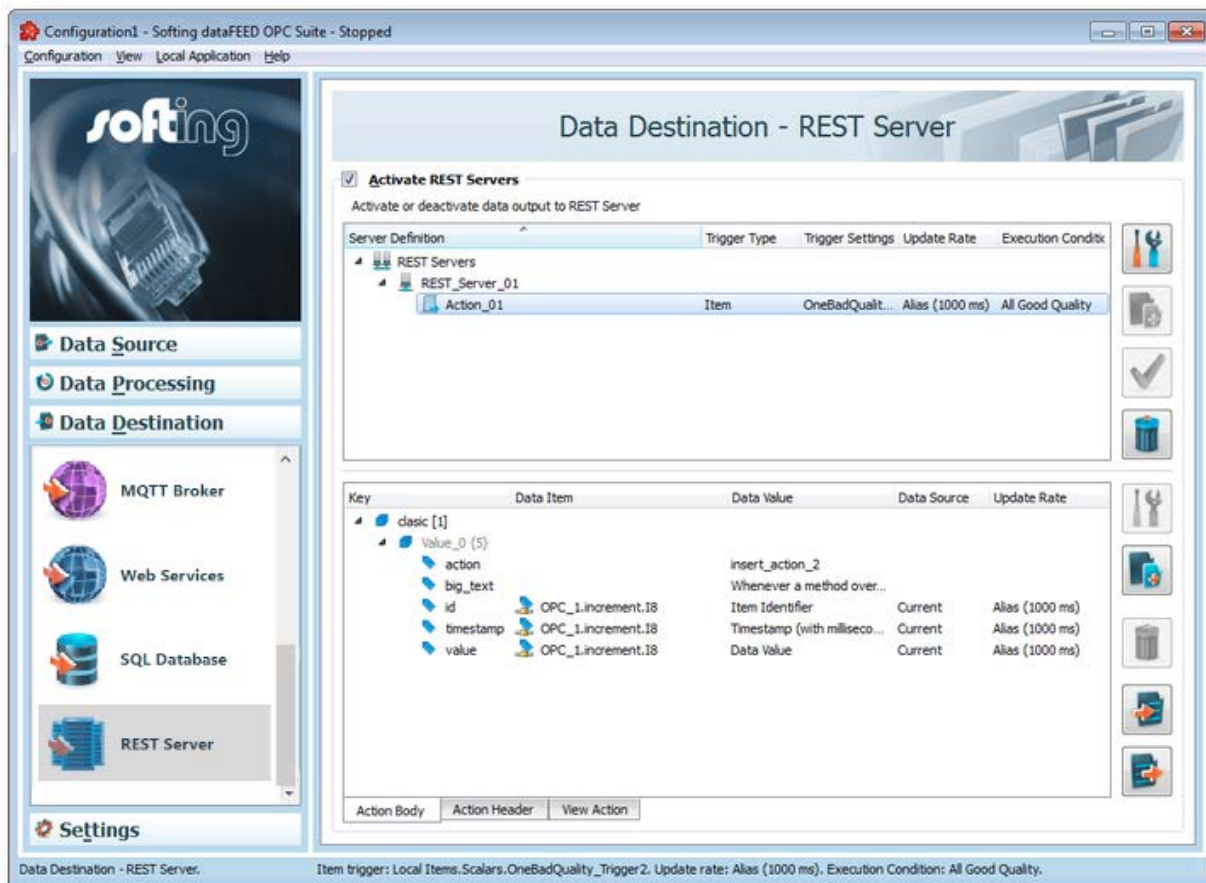 Configuration1 - Softing dataFEED OPC Suite - Stopped
Configuration View Local Application Help
softing
Data Destination - REST Server
Activate REST Servers
Activate or deactivate data output to REST Server
Server Definition Trigger Type Trigger Settings Update Rate Execution Conditic
REST Servers
REST_Server_01
Action_01 Item OneBadQualit... Alias (1000 ms) All Good Quality
Data Source
Data Processing
Data Destination
MQTT Broker
Web Services
SQL Database
REST Server
Settings
Key Data Item Data Value Data Source Update Rate
clasic [1]
Value_0 {5}
action insert_action_2
big_text Whenever a method over...
id OPC_1.increment.I8 Item Identifier Current Alias (1000 ms)
timestamp OPC_1.increment.I8 Timestamp (with milliseco... Current Alias (1000 ms)
value OPC_1.increment.I8 Data Value Current Alias (1000 ms)
Action Body Action Header View Action
Data Destination - REST Server. Item trigger: Local Items.Scalars.OneBadQuality_Trigger2. Update rate: Alias (1000 ms). Execution Condition: All Good Quality.